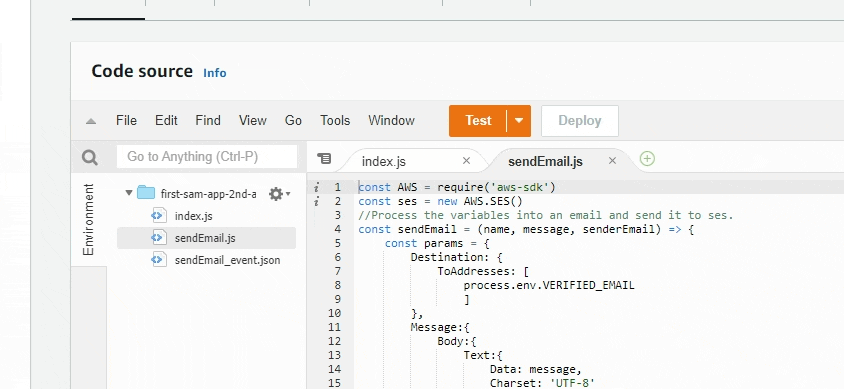 Code source Info
File Edit Find View Go Tools Window Test Deploy
Go to Anything (Ctrl-P)
index.js
sendEmail.js
Environment
first-sam-app-2nd-a
index.js
sendEmail.js
sendEmail_event.json
1 const AWS = require('aws-sdk')
2 const ses = new AWS.SES()
3 //Process the variables into an email and send it to ses.
4 const sendEmail = (name, message, senderEmail) => {
5 const params = {
6 Destination: {
7 ToAddresses: [
8 process.env.VERIFIED_EMAIL
9 ]
10 },
11 Message:{
12 Body:{
13 Text:{
14 Data: message,
15 Charset: 'UTF-8'